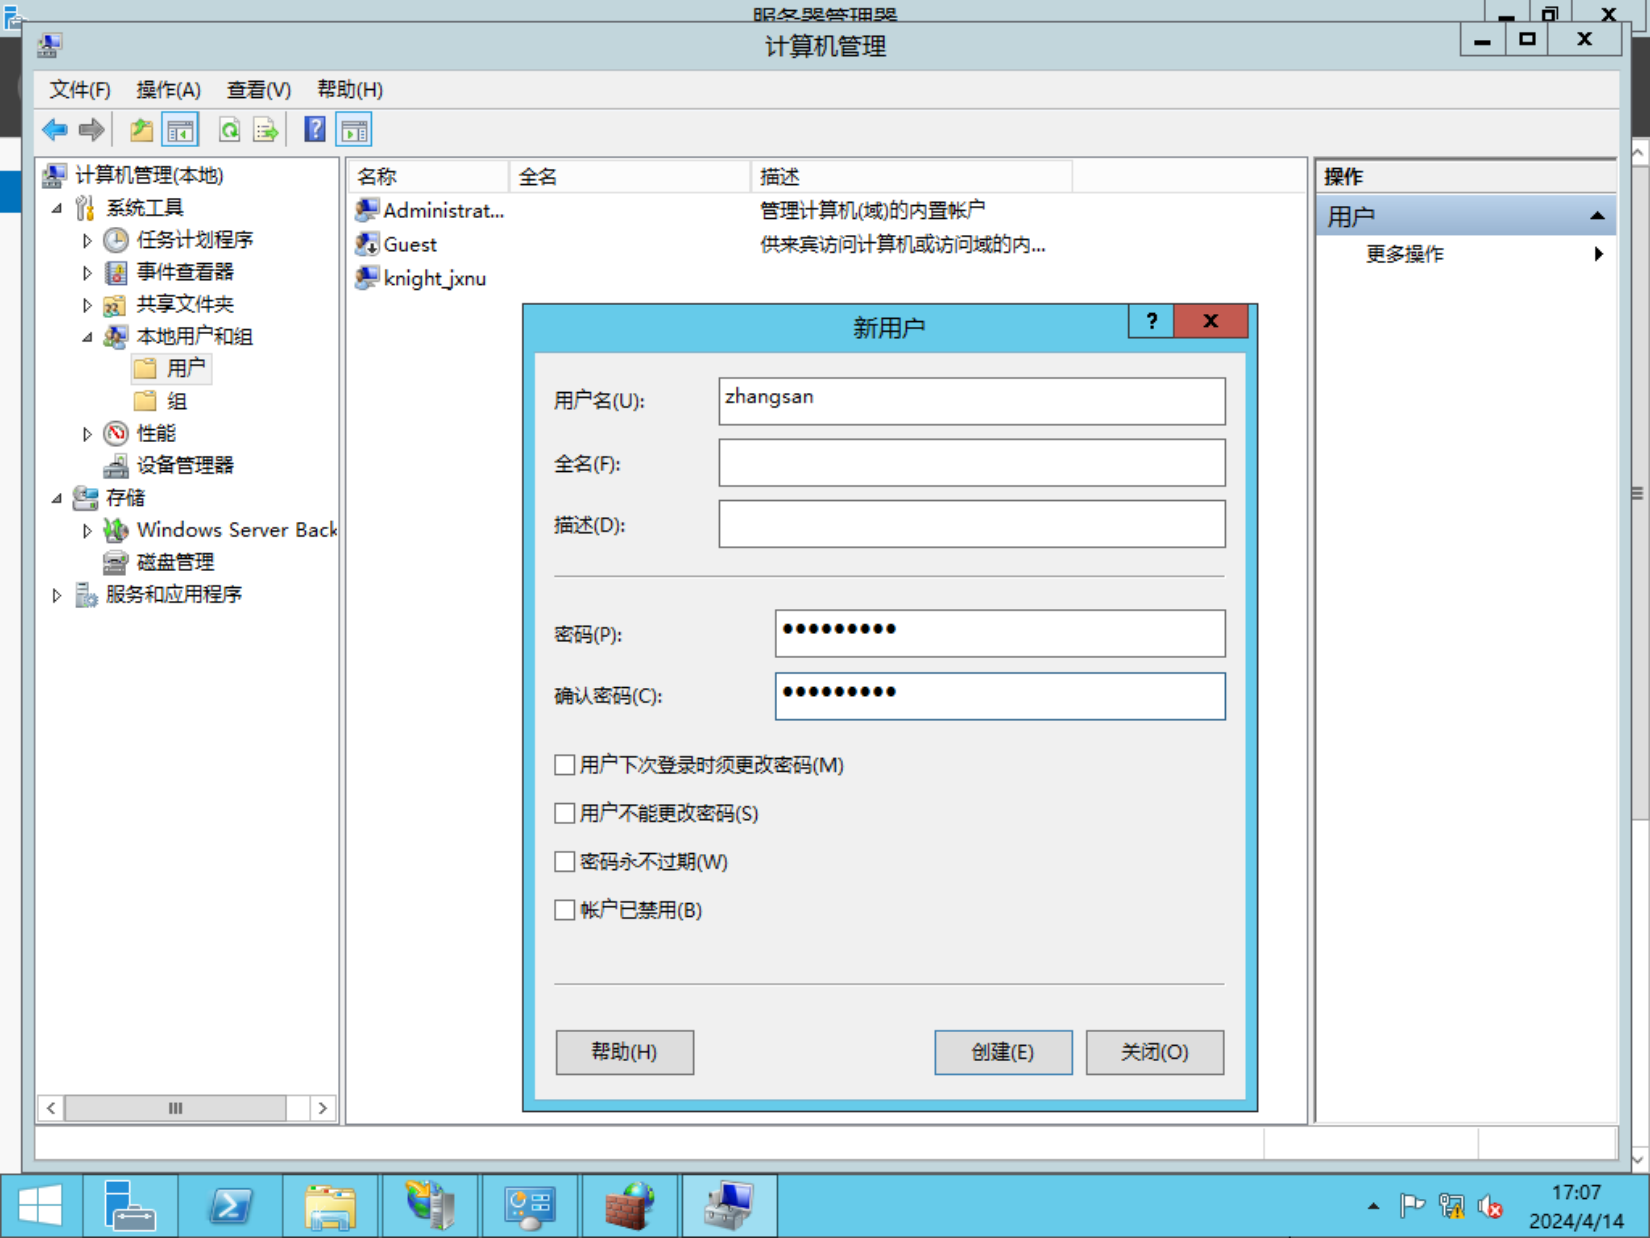 服务器管理器
计算机管理
文件(F) 操作(A) 查看(V) 帮助(H)
计算机管理(本地)
系统工具
任务计划程序
事件查看器
共享文件夹
本地用户和组
用户
组
性能
设备管理器
存储
Windows Server Back
磁盘管理
服务和应用程序
名称 全名 描述
Administrat... 管理计算机(域)的内置帐户
Guest 供来宾访问计算机或访问域的内...
knight_jxnu
操作
用户
更多操作
新用户
用户名(U): zhangsan
全名(F):
描述(D):
密码(P): ●●●●●●●●●
确认密码(C): ●●●●●●●●●
用户下次登录时须更改密码(M)
用户不能更改密码(S)
密码永不过期(W)
帐户已禁用(B)
帮助(H) 创建(E) 关闭(O)
17:07
2024/4/14